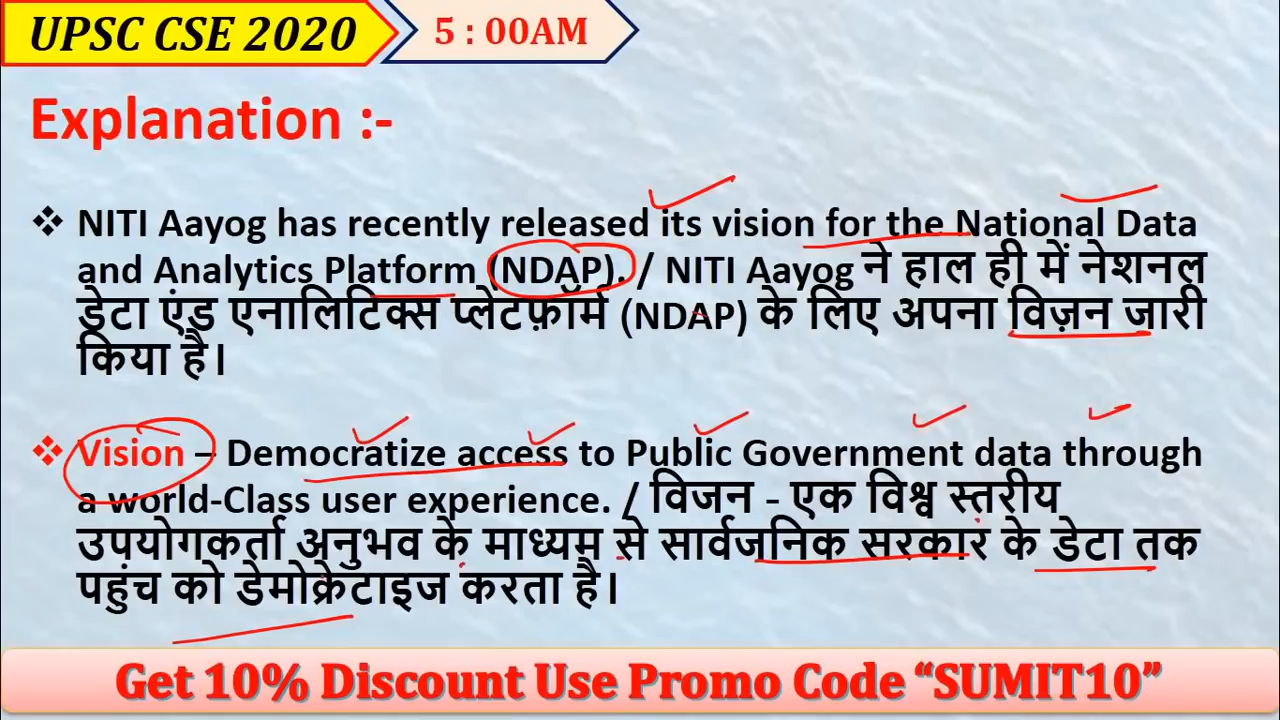 UPSC CSE 2020
5 : 00AM
Explanation :-
❖ NITI Aayog has recently released its vision for the National Data
and Analytics Platform (NDAP). / NITI Aayog ने हाल ही में नेशनल
डेटा एंड एनालिटिक्स प्लेटफ़ॉर्म (NDAP) के लिए अपना विज़न जारी
किया है।
❖ Vision – Democratize access to Public Government data through
a world-Class user experience. / विजन - एक विश्व स्तरीय
उपयोगकर्ता अनुभव के माध्यम से सार्वजनिक सरकार के डेटा तक
पहुंच को डेमोक्रेटाइज करता है।
Get 10% Discount Use Promo Code “SUMIT10”